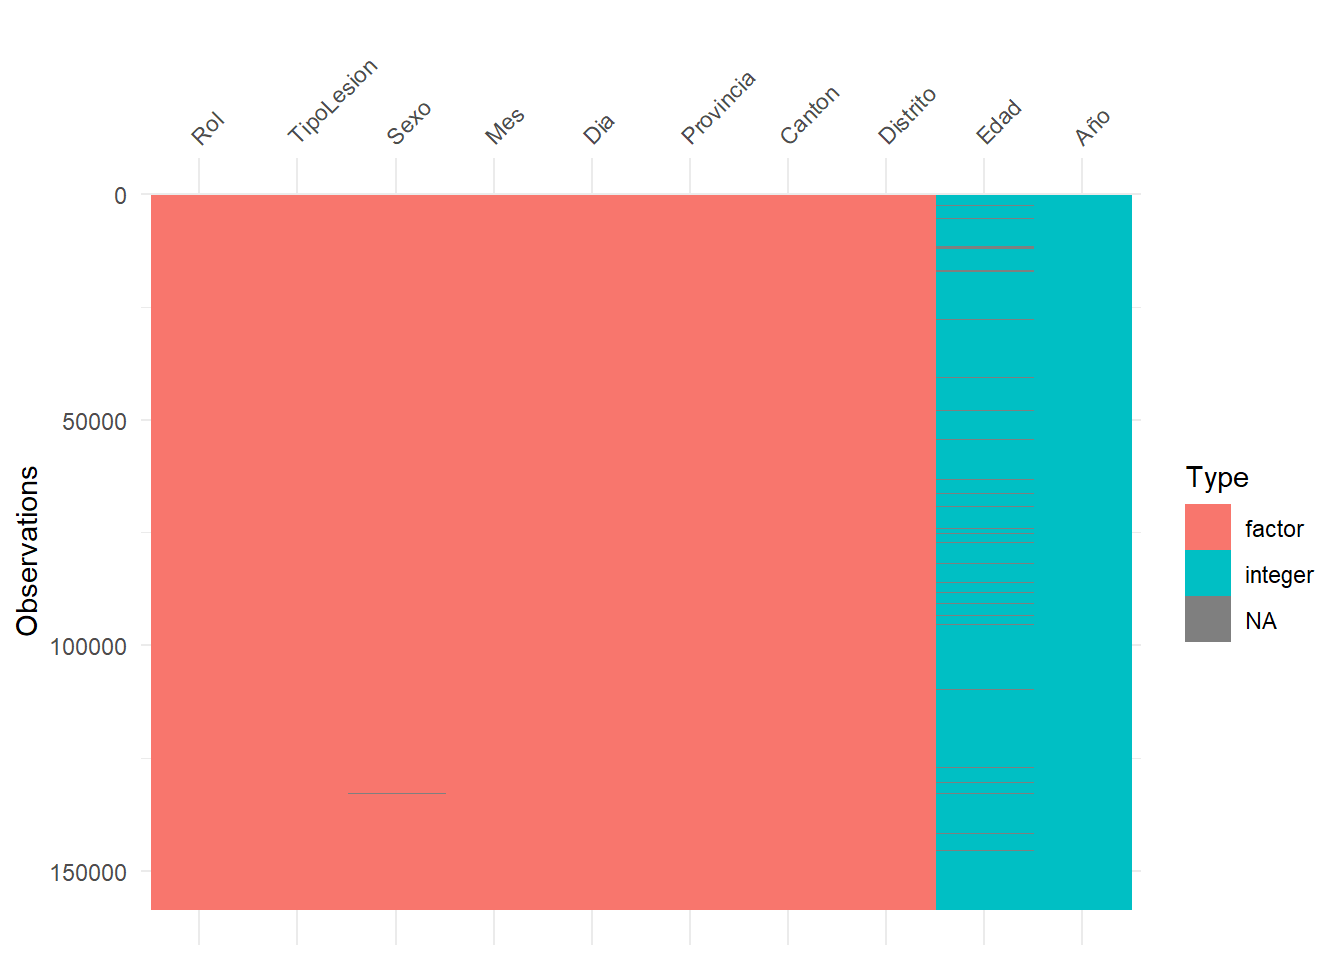 Rol
TipoLesion
Sexo
Mes
Dia
Provincia
Canton
Distrito
Edad
Año
0
50000
100000
150000
Observations
Type
factor
integer
NA